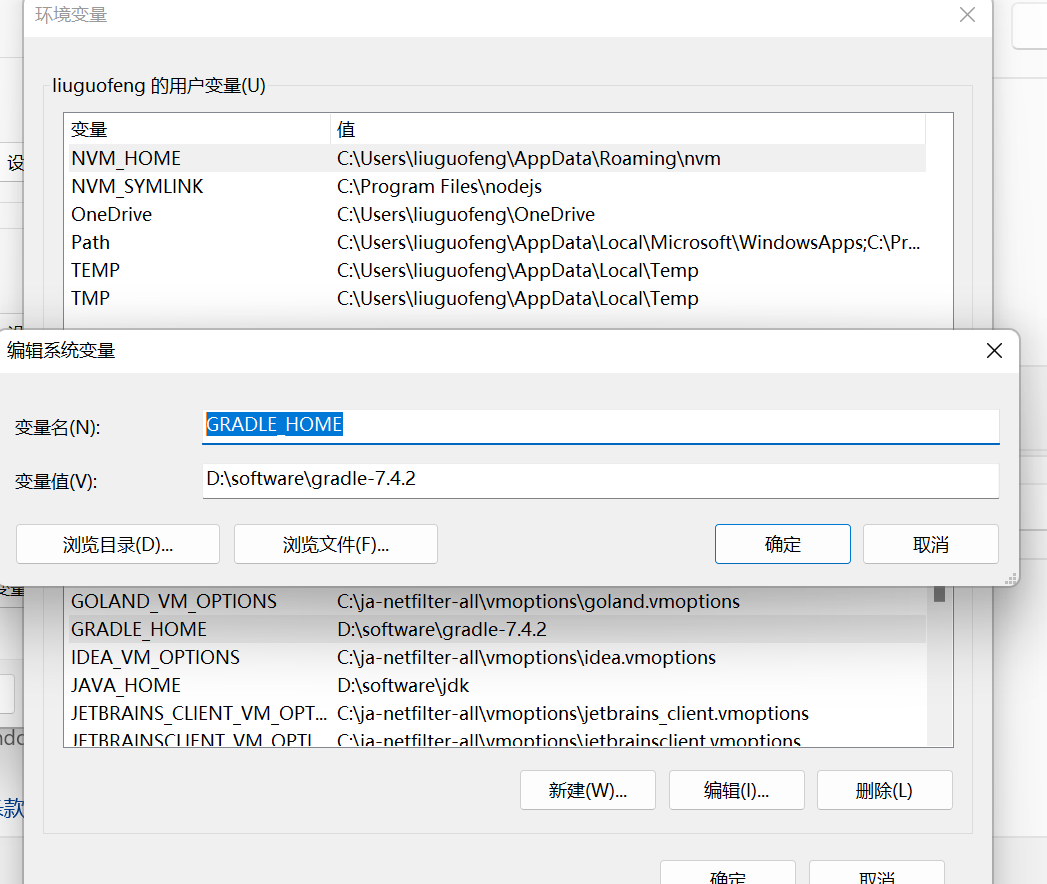 环境变量
liuguofeng 的用户变量(U)
变量 值
NVM_HOME C:\Users\liuguofeng\AppData\Roaming\nvm
设
NVM_SYMLINK C:\Program Files\nodejs
OneDrive C:\Users\liuguofeng\OneDrive
Path C:\Users\liuguofeng\AppData\Local\Microsoft\WindowsApps;C:\Pr...
TEMP C:\Users\liuguofeng\AppData\Local\Temp
TMP C:\Users\liuguofeng\AppData\Local\Temp
编辑系统变量
变量名(N): GRADLE_HOME
变量值(V): D:\software\gradle-7.4.2
浏览目录(D)... 浏览文件(F)... 确定 取消
变量
GOLAND_VM_OPTIONS C:\ja-netfilter-all\vmoptions\goland.vmoptions
GRADLE_HOME D:\software\gradle-7.4.2
IDEA_VM_OPTIONS C:\ja-netfilter-all\vmoptions\idea.vmoptions
JAVA_HOME D:\software\jdk
JETBRAINS_CLIENT_VM_OPT... C:\ja-netfilter-all\vmoptions\jetbrains_client.vmoptions
JETBRAINSCLIENT_VM_OPTI... C:\ja-netfilter-all\vmoptions\jetbrainsclient.vmoptions
新建(W)... 编辑(I)... 删除(L)
条款
确定 取消